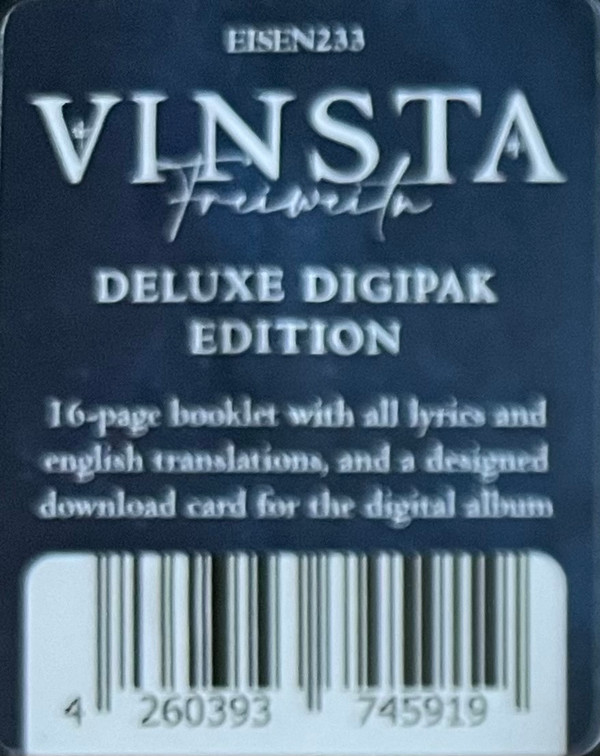 EISEN233
VINSTA
Freiweitn
DELUXE DIGIPAK
EDITION
16-page booklet with all lyrics and
english translations, and a designed
download card for the digital album
4 260393 745919